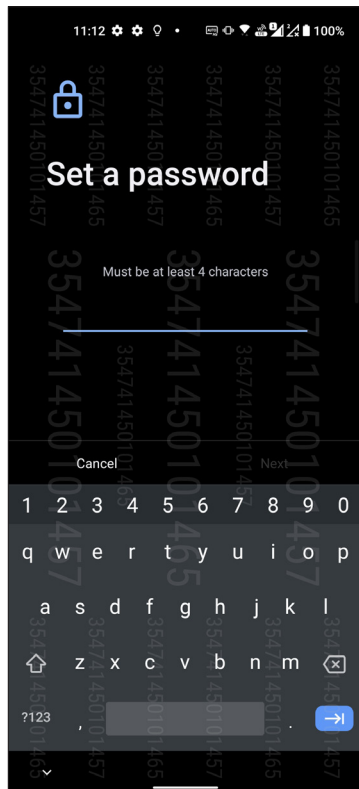 11:12 100%
Set a password
Must be at least 4 characters
Cancel Next
1 2 3 4 5 6 7 8 9 0
q w e r t y u i o p
a s d f g h j k l
z x c v b n m
?123 , .
354741450101457
354741450101465